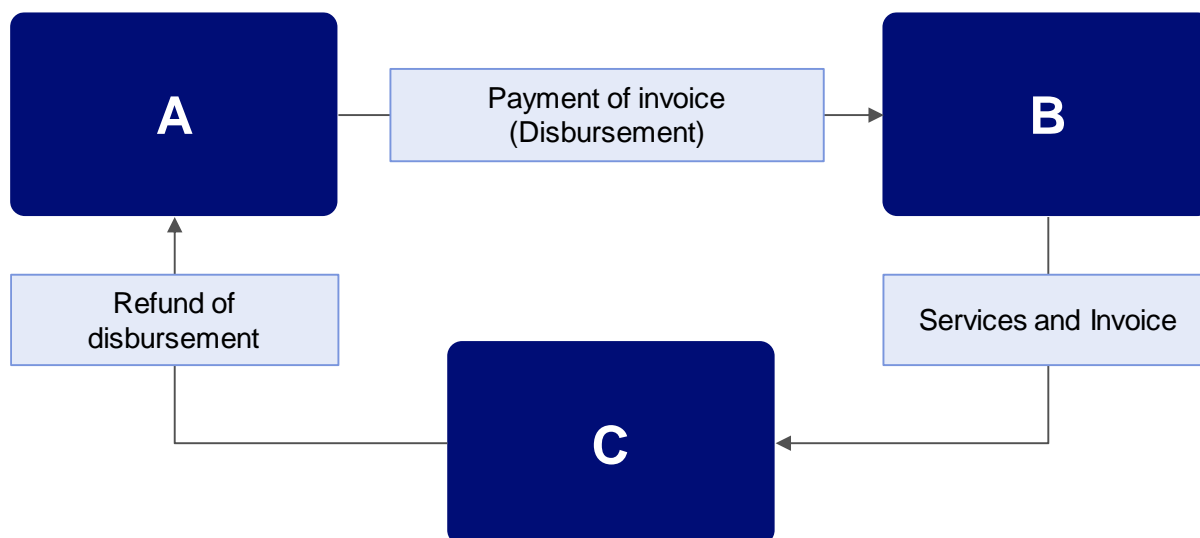 A
Payment of invoice
(Disbursement)
B
Refund of
disbursement
Services and Invoice
C